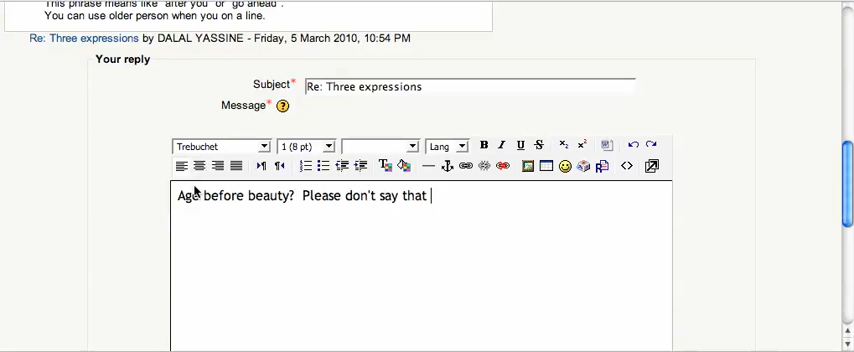 This phrase means like "after you" or "go ahead".
You can use older person when you on a line.
Re: Three expressions by DALAL YASSINE - Friday, 5 March 2010, 10:54 PM
Your reply
Subject* Re: Three expressions
Message* ?
Trebuchet 1 (8 pt) Lang B I U S x₂ x²
Age before beauty? Please don't say that